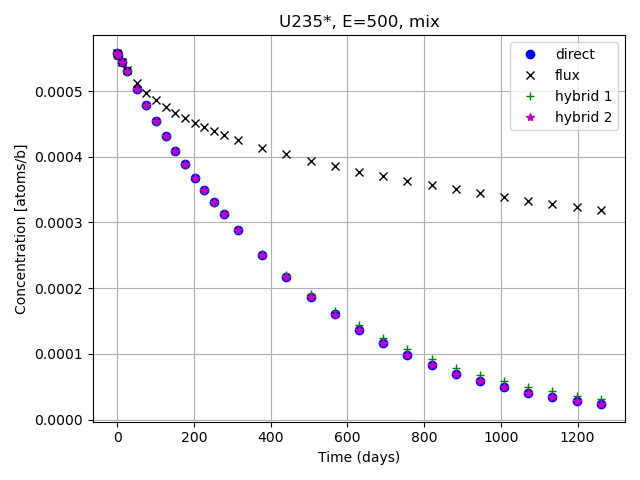 U235*, E=500, mix
Concentration [atoms/b]
0.0005
0.0004
0.0003
0.0002
0.0001
0.0000
direct
flux
hybrid 1
hybrid 2
0 200 400 600 800 1000 1200
Time (days)